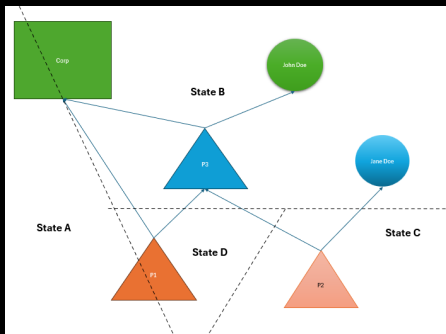 Corp
John Doe
State B
Jane Doe
P3
State A
State D
State C
P1
P2